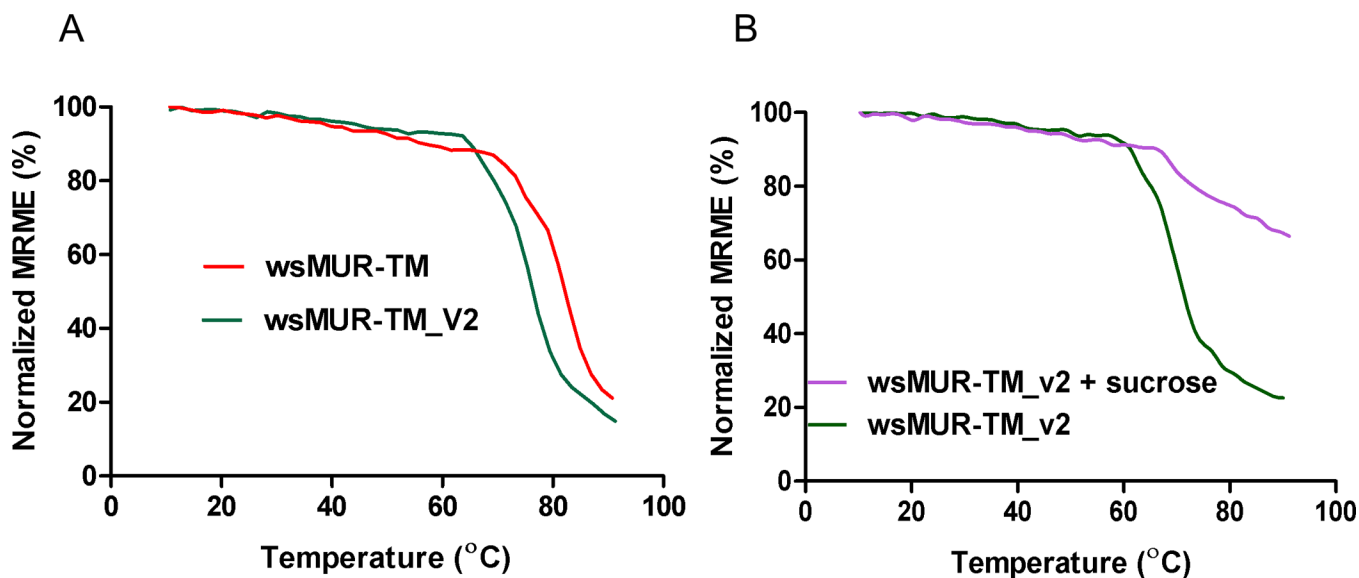 A
Normalized MRME (%)
100
80
60
40
20
0
wsMUR-TM
wsMUR-TM_V2
0 20 40 60 80 100
Temperature (°C)
B
Normalized MRME (%)
100
80
60
40
20
0
wsMUR-TM_v2 + sucrose
wsMUR-TM_v2
0 20 40 60 80 100
Temperature (°C)